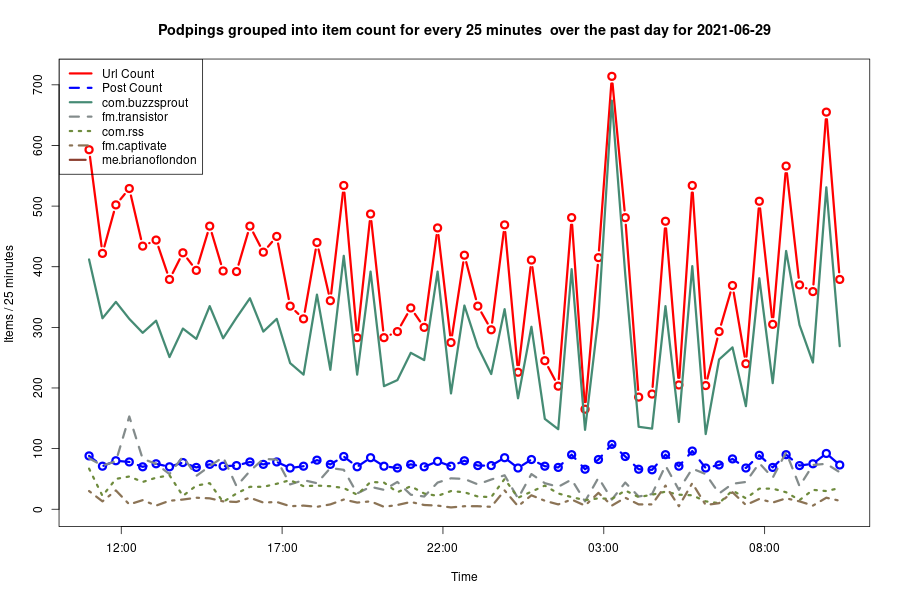 Podpings grouped into item count for every 25 minutes  over the past day for 2021-06-29
Url Count
Post Count
com.buzzsprout
fm.transistor
com.rss
fm.captivate
me.brianoflondon
Items / 25 minutes
700
600
500
400
300
200
100
0
12:00
17:00
22:00
03:00
08:00
Time